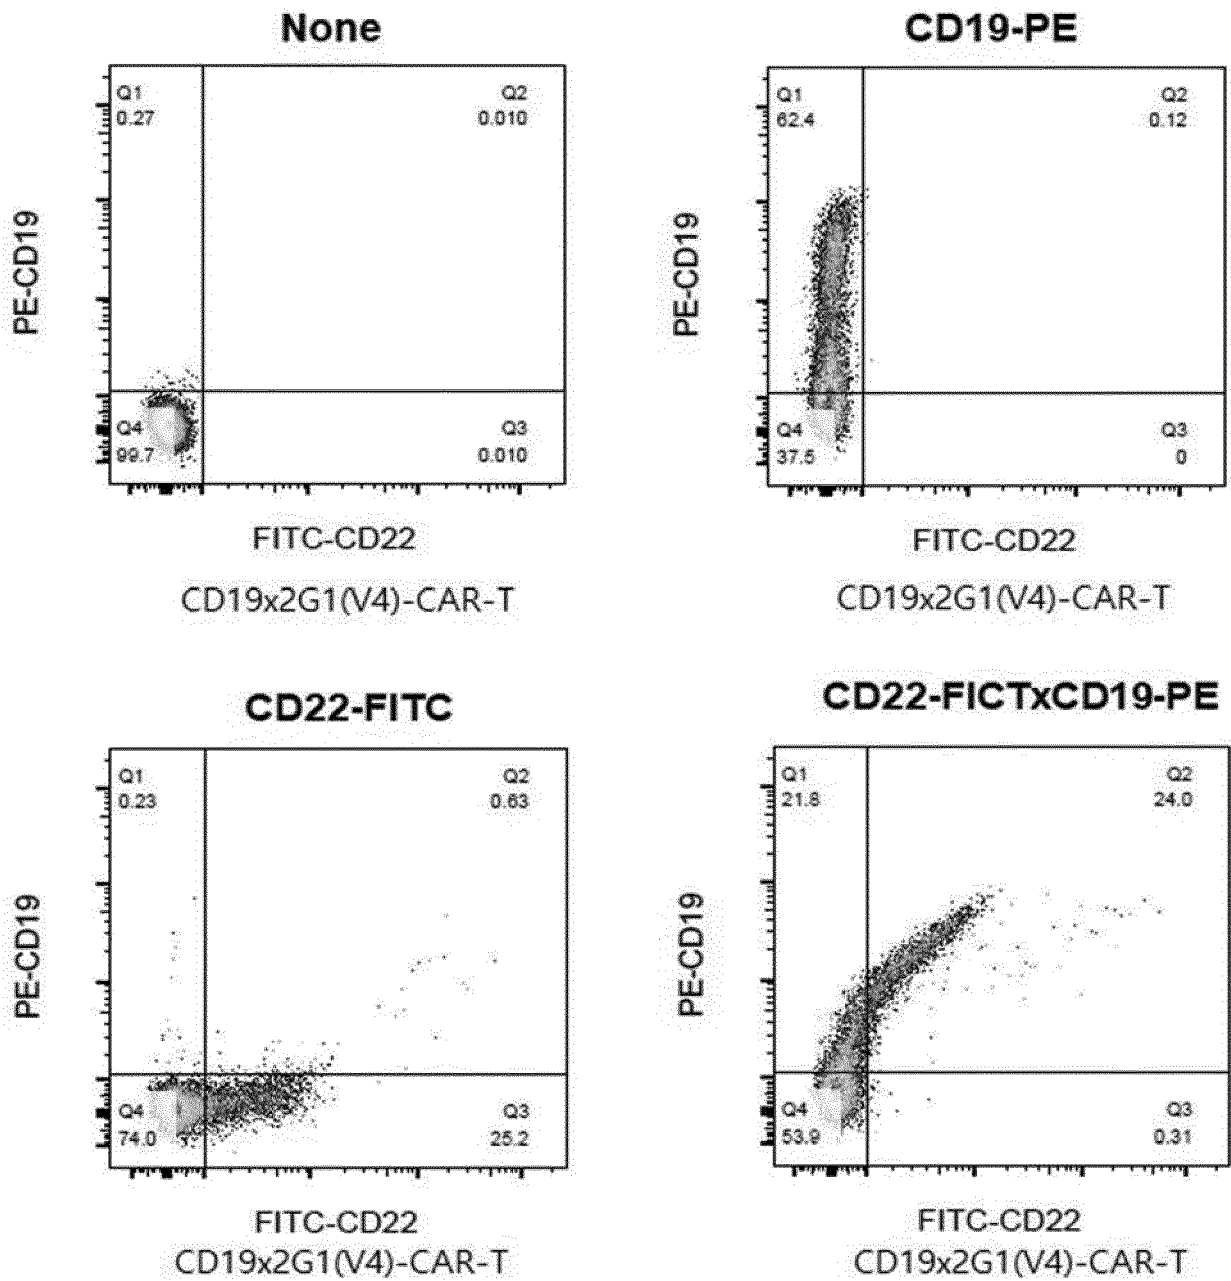 None
Q1
0.27
Q2
0.010
PE-CD19
Q4
99.7
Q3
0.010
FITC-CD22
CD19x2G1(V4)-CAR-T
CD19-PE
Q1
62.4
Q2
0.12
PE-CD19
Q4
37.5
Q3
0
FITC-CD22
CD19x2G1(V4)-CAR-T
CD22-FITC
Q1
0.23
Q2
0.63
PE-CD19
Q4
74.0
Q3
25.2
FITC-CD22
CD19x2G1(V4)-CAR-T
CD22-FICTxCD19-PE
Q1
21.8
Q2
24.0
PE-CD19
Q4
53.9
Q3
0.31
FITC-CD22
CD19x2G1(V4)-CAR-T